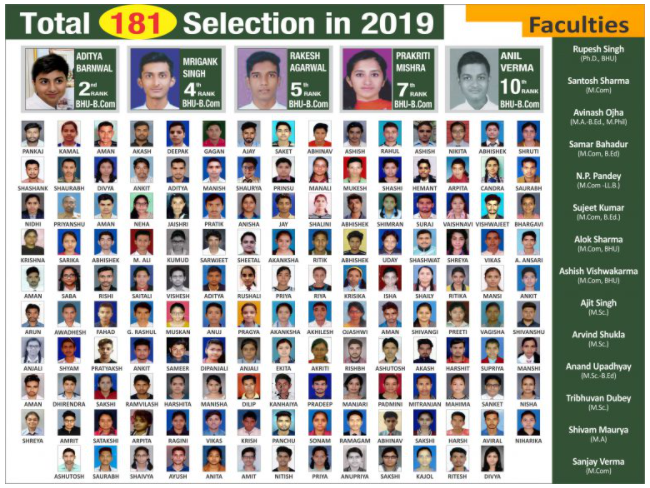 Total 181 Selection in 2019
Faculties
ADITYA
BARNWAL
2nd
RANK
BHU-B.Com
MRIGANK
SINGH
4th
RANK
BHU-B.Com
RAKESH
AGARWAL
5th
RANK
BHU-B.Com
PRAKRITI
MISHRA
7th
RANK
BHU-B.Com
ANIL
VERMA
10th
RANK
BHU-B.Com
PANKAJ KAMAL AMAN AKASH DEEPAK GAGAN AJAY SAKET ABHINAV ASHISH RAHUL ASHISH NIKITA ABHISHEK SHRUTI
SHASHANK SHAURABH DIVYA ANKIT ADITYA MANISH SHAURYA PRINSU MANALI MUKESH SHASHI HEMANT ARPITA CANDRA SAURABH
NIDHI PRIYANSHU AMAN NEHA JAISHRI PRATIK ANISHA JAY SHALINI ABHISHEK SHIMRAN SURAJ VAISHNAVI VISHWAJEET BHARGAVI
KRISHNA SARIKA ABHISHEK M. ALI KUMUD SARWJEET SHEETAL AKANKSHA RITIK ABHISHEK UDAY SHASHWAT SHREYA VIKAS A. ANSARI
AMAN SABA RISHI SAITALI VISHESH ADITYA RUSHALI PRIYA RIYA KRISIKA ISHA SHAILY RITIKA MANSI ANKIT
ARUN AWADHESH FAHAD G. RASHUL MUSKAN ANUJ PRAGYA AKANKSHA AKHILESH OJASHWI AMAN SHIVANGI PREETI VAGISHA SHIVANSHU
ANJALI SHYAM PRATYAKSH ANKIT SAMEER DIPANJALI ANJALI EKITA AKRITI RISHBH ASHUTOSH AKASH HARSHIT SUPRIYA MANSHI
AMAN DHIRENDRA SAKSHI RAMVILASH HARSHITA MANISHA DILIP KANHAIYA PRADEEP MANJARI PADMINI MITRANJAN MAHIMA SANKET NISHA
SHREYA AMRIT SATAKSHI ARPITA RAGINI VIKAS KRISH PANCHU SONAM RAMAGAM ABHINAV SAKSHI HARSH AVIRAL NIHARIKA
ASHUTOSH SAURABH SHAIVYA AYUSH ANITA AMIT NITISH PRIYA ANUPRIYA SAKSHI KAJOL RITESH DIVYA
Rupesh Singh
(Ph.D., BHU)
Santosh Sharma
(M.Com)
Avinash Ojha
(M.A.-B.Ed., M.Phil)
Samar Bahadur
(M.Com, B.Ed)
N.P. Pandey
(M.Com -LL.B.)
Sujeet Kumar
(M.Com, B.Ed.)
Alok Sharma
(M.Com, BHU)
Ashish Vishwakarma
(M.Com, BHU)
Ajit Singh
(M.Sc.)
Arvind Shukla
(M.Sc.)
Anand Upadhyay
(M.Sc.-B.Ed)
Tribhuvan Dubey
(M.Sc.)
Shivam Maurya
(M.A)
Sanjay Verma
(M.Com)